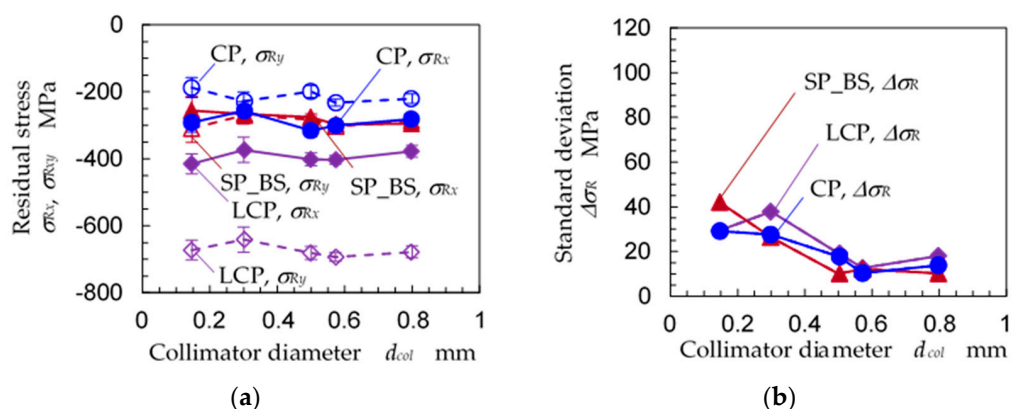 0
-200
-400
-600
-800
0 0.2 0.4 0.6 0.8 1
Residual stress
σRx, σRxy MPa
CP, σRy
CP, σRx
SP_BS, σRy
SP_BS, σRx
LCP, σRx
LCP, σRy
Collimator diameter dcol mm
(a)
120
100
80
60
40
20
0
0 0.2 0.4 0.6 0.8 1
Standard deviation
ΔσR MPa
SP_BS, ΔσR
LCP, ΔσR
CP, ΔσR
Collimator diameter dcol mm
(b)